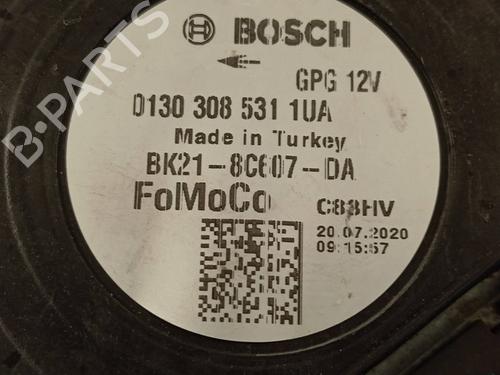 BOSCH
GPG 12V
0130 308 531 1UA
Made in Turkey
BK21-8C607-DA
FoMoCo
C88HV
20.07.2020
09:15:57
B-PARTS